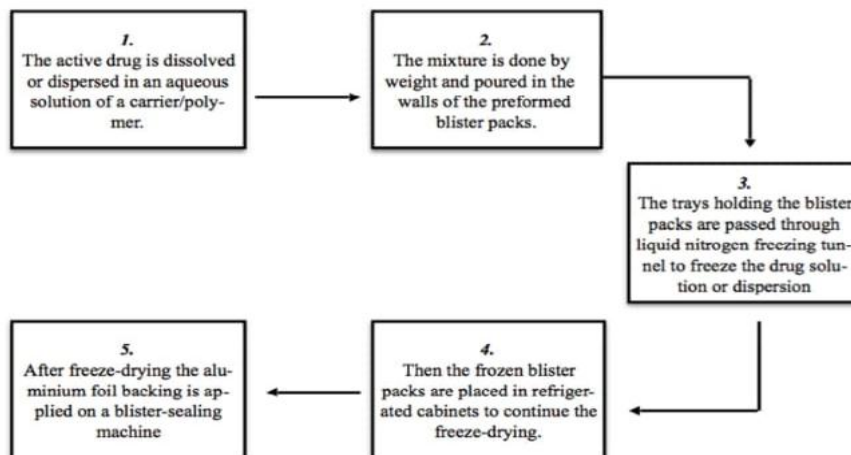 1.
The active drug is dissolved
or dispersed in an aqueous
solution of a carrier/poly-
mer.
2.
The mixture is done by
weight and poured in the
walls of the preformed
blister packs.
3.
The trays holding the blister
packs are passed through
liquid nitrogen freezing tun-
nel to freeze the drug solu-
tion or dispersion
4.
Then the frozen blister
packs are placed in refriger-
ated cabinets to continue the
freeze-drying.
5.
After freeze-drying the alu-
minium foil backing is ap-
plied on a blister-sealing
machine